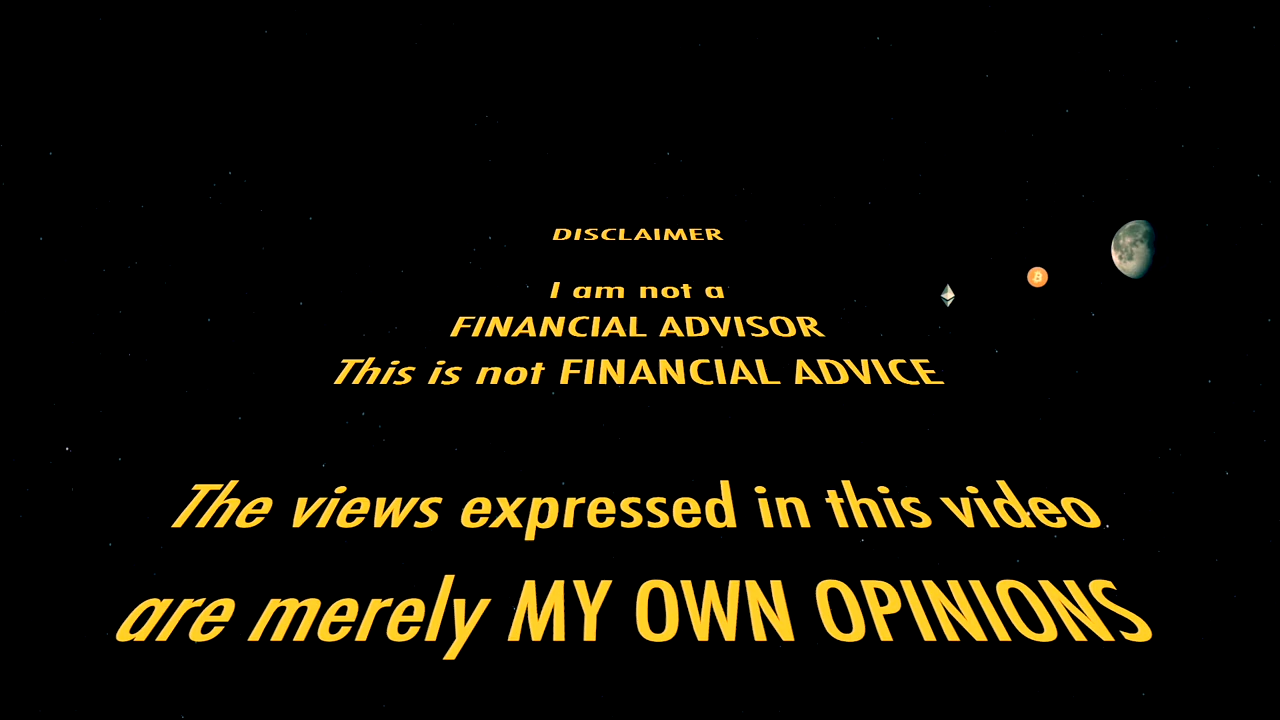 DISCLAIMER
I am not a
FINANCIAL ADVISOR
This is not FINANCIAL ADVICE
The views expressed in this video
are merely MY OWN OPINIONS